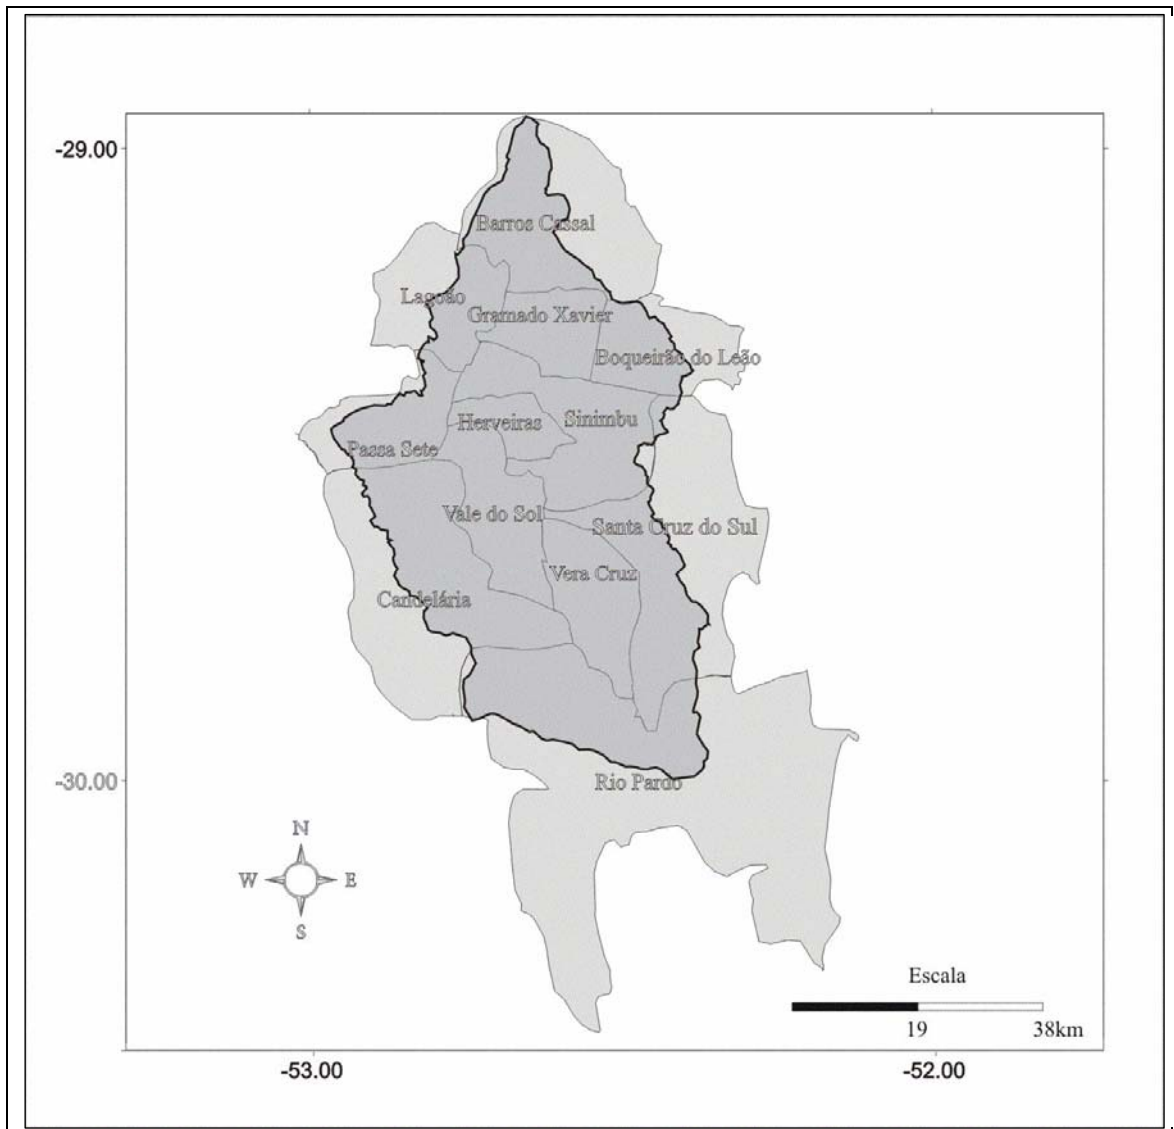 -29.00
Barros Cassal
Lagoão
Gramado Xavier
Boqueirão do Leão
Herveiras
Sinimbu
Passa Sete
Vale do Sol
Santa Cruz do Sul
Vera Cruz
Candelária
-30.00
Rio Pardo
N
W
E
S
Escala
19
38km
-53.00
-52.00